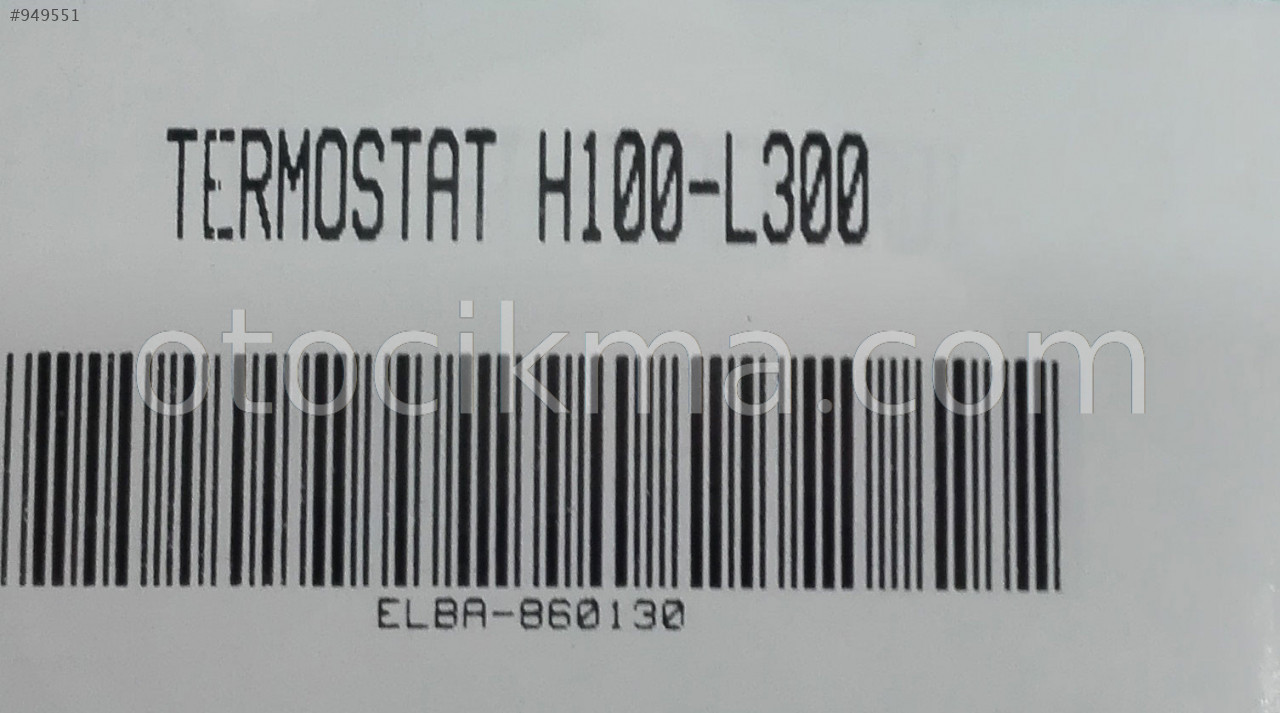 #949551
TERMOSTAT H100-L300
otocikma.com
ELBA-860130